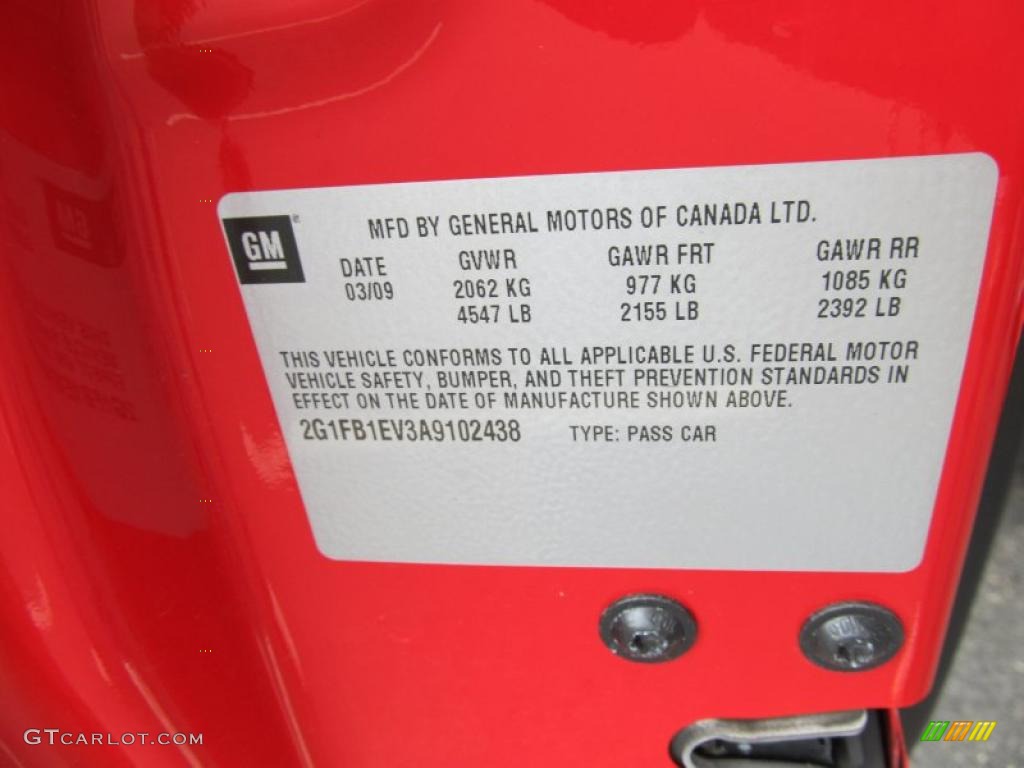 GM
MFD BY GENERAL MOTORS OF CANADA LTD.
DATE GVWR GAWR FRT GAWR RR
03/09 2062 KG 977 KG 1085 KG
4547 LB 2155 LB 2392 LB
THIS VEHICLE CONFORMS TO ALL APPLICABLE U.S. FEDERAL MOTOR
VEHICLE SAFETY, BUMPER, AND THEFT PREVENTION STANDARDS IN
EFFECT ON THE DATE OF MANUFACTURE SHOWN ABOVE.
2G1FB1EV3A9102438 TYPE: PASS CAR
GTCARLOT.COM